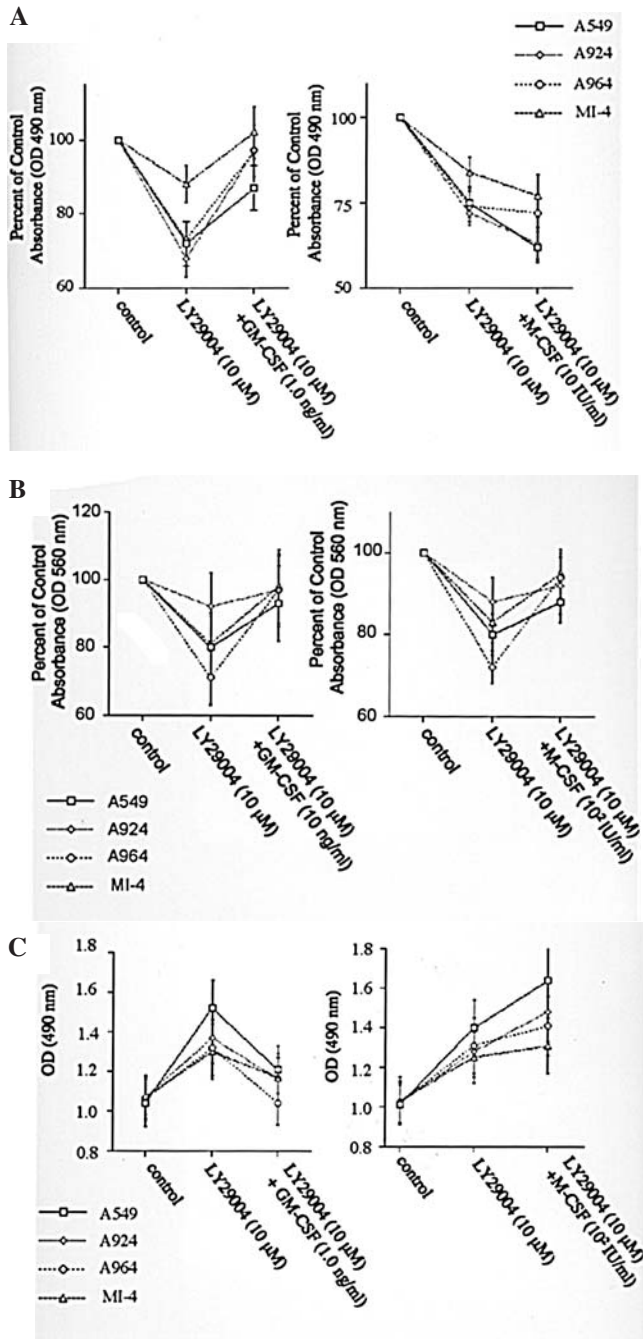 A
A549
A924
A964
MI-4
Percent of Control
Absorbance (OD 490 nm)
100
80
60
control
LY29004 (10 µM)
LY29004 (10 µM)
+GM-CSF (1.0 ng/ml)
Percent of Control
Absorbance (OD 490 nm)
100
75
50
control
LY29004 (10 µM)
LY29004 (10 µM)
+M-CSF (10 IU/ml)
B
Percent of Control
Absorbance (OD 560 nm)
120
100
80
60
control
LY29004 (10 µM)
LY29004 (10 µM)
+GM-CSF (10 ng/ml)
Percent of Control
Absorbance (OD 560 nm)
100
80
60
control
LY29004 (10 µM)
LY29004 (10 µM)
+M-CSF (10² IU/ml)
A549
A924
A964
MI-4
C
OD (490 nm)
1.8
1.6
1.4
1.2
1.0
0.8
control
LY29004 (10 µM)
LY29004 (10 µM)
+ GM-CSF (1.0 ng/ml)
OD (490 nm)
1.8
1.6
1.4
1.2
1.0
0.8
control
LY29004 (10 µM)
LY29004 (10 µM)
+M-CSF (10² IU/ml)
A549
A924
A964
MI-4